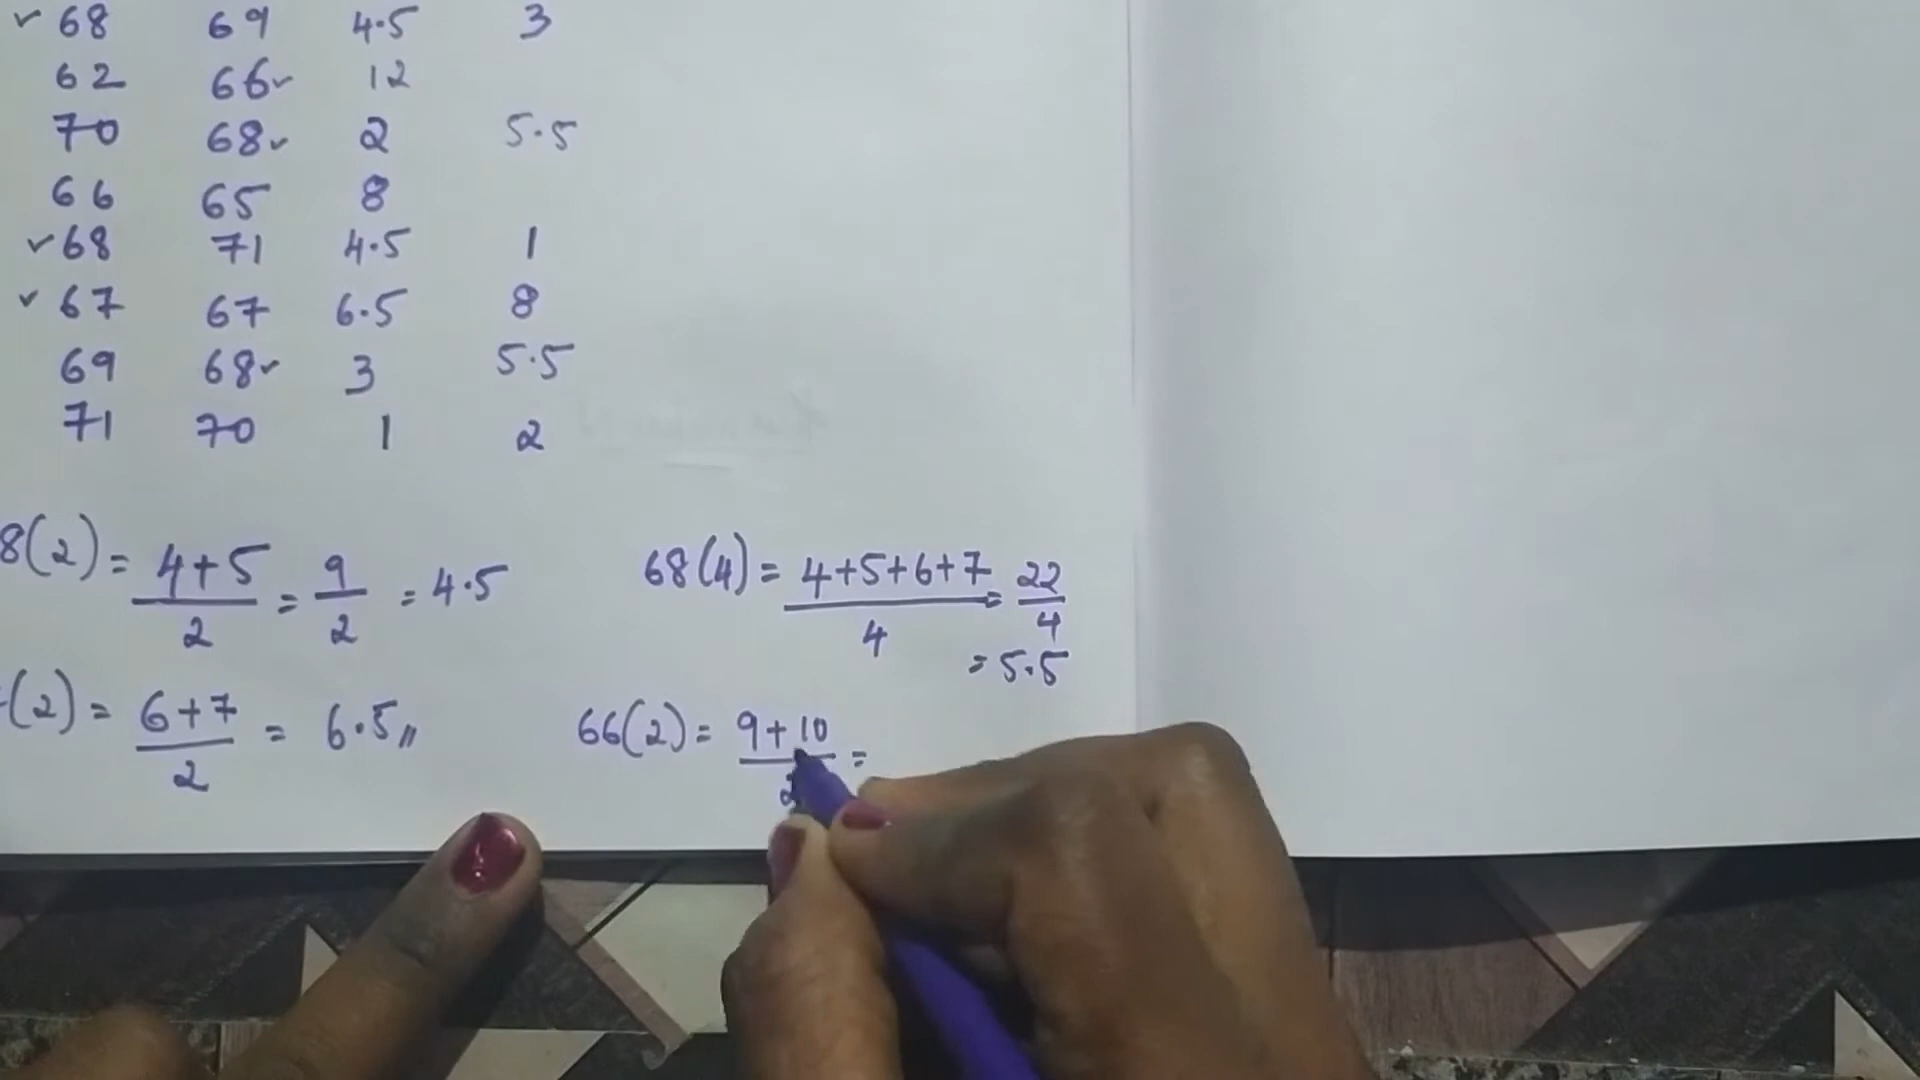 ✓ 68 69 4.5 3
62 66✓ 12
70 68✓ 2 5.5
66 65 8
✓ 68 71 4.5 1
✓ 67 67 6.5 8
69 68✓ 3 5.5
71 70 1 2
8(2) = 4+5/2 = 9/2 = 4.5
68(4) = 4+5+6+7/4 = 22/4
= 5.5
(2) = 6+7/2 = 6.5〃
66(2) = 9+10/2 =